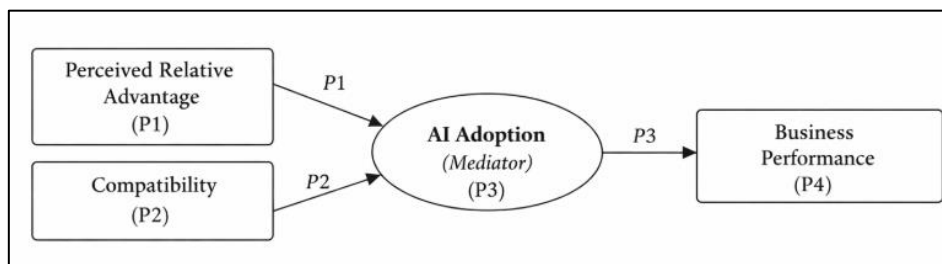 Perceived Relative
Advantage
(P1)
P1
Compatibility
(P2)
P2
AI Adoption
(Mediator)
(P3)
P3
Business
Performance
(P4)